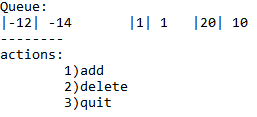 Queue:
|-12| -14 |1| 1 |20| 10
--------
actions:
1)add
2)delete
3)quit